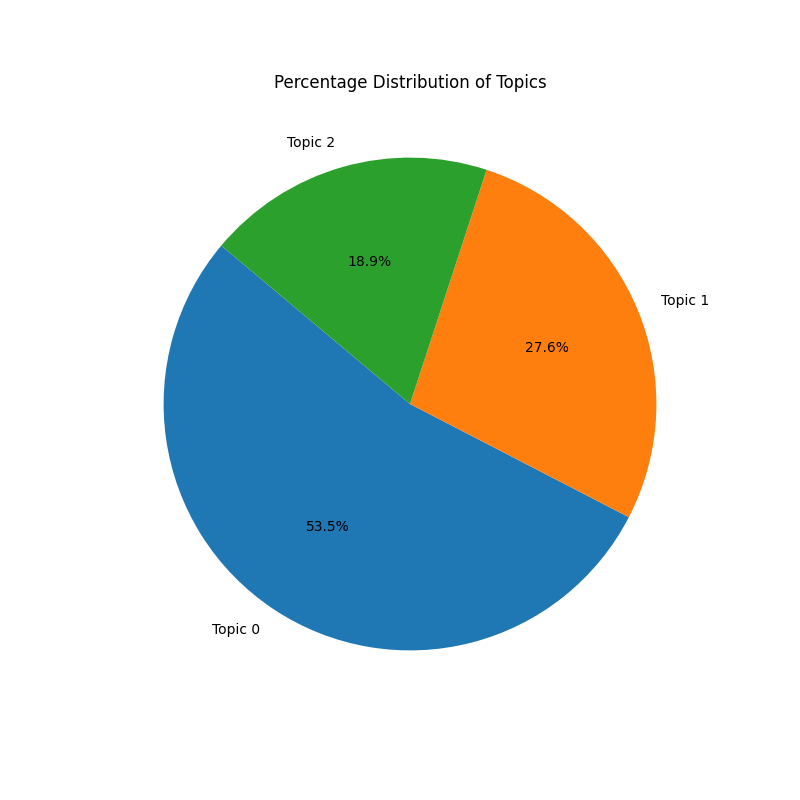 Percentage Distribution of Topics
Topic 2
18.9%
Topic 1
27.6%
53.5%
Topic 0